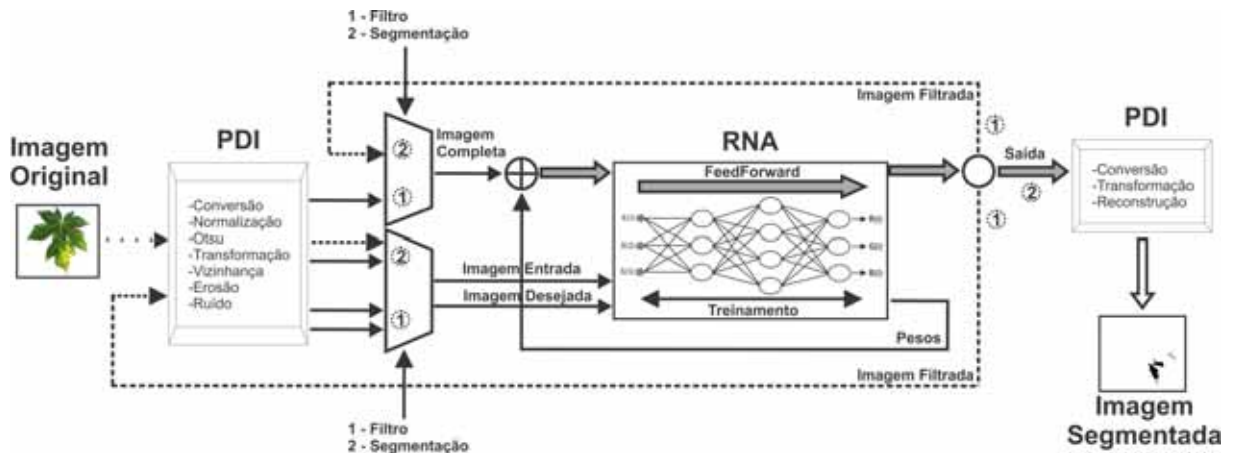 1 - Filtro
2 - Segmentação
Imagem
Original
PDI
-Conversão
-Normalização
-Otsu
-Transformação
-Vizinhança
-Erosão
-Ruído
2
1
2
1
Imagem
Completa
Imagem Entrada
Imagem Desejada
RNA
FeedForward
Treinamento
Pesos
Imagem Filtrada
1
Saída
2
1
Imagem Filtrada
PDI
-Conversão
-Transformação
-Reconstrução
Imagem
Segmentada
1 - Filtro
2 - Segmentação